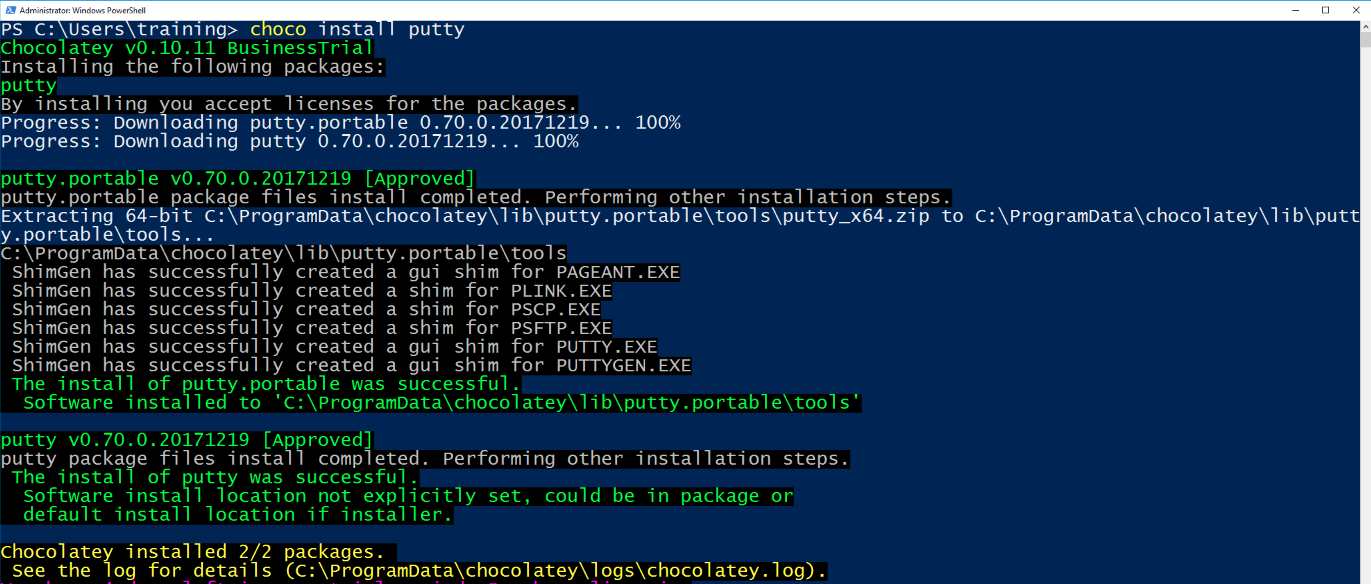 Administrator: Windows PowerShell
PS C:\Users\training> choco install putty
Chocolatey v0.10.11 BusinessTrial
Installing the following packages:
putty
By installing you accept licenses for the packages.
Progress: Downloading putty.portable 0.70.0.20171219... 100%
Progress: Downloading putty 0.70.0.20171219... 100%
putty.portable v0.70.0.20171219 [Approved]
putty.portable package files install completed. Performing other installation steps.
Extracting 64-bit C:\ProgramData\chocolatey\lib\putty.portable\tools\putty_x64.zip to C:\ProgramData\chocolatey\lib\putt
y.portable\tools...
C:\ProgramData\chocolatey\lib\putty.portable\tools
ShimGen has successfully created a gui shim for PAGEANT.EXE
ShimGen has successfully created a shim for PLINK.EXE
ShimGen has successfully created a shim for PSCP.EXE
ShimGen has successfully created a shim for PSFTP.EXE
ShimGen has successfully created a gui shim for PUTTY.EXE
ShimGen has successfully created a gui shim for PUTTYGEN.EXE
The install of putty.portable was successful.
Software installed to 'C:\ProgramData\chocolatey\lib\putty.portable\tools'
putty v0.70.0.20171219 [Approved]
putty package files install completed. Performing other installation steps.
The install of putty was successful.
Software install location not explicitly set, could be in package or
default install location if installer.
Chocolatey installed 2/2 packages.
See the log for details (C:\ProgramData\chocolatey\logs\chocolatey.log).